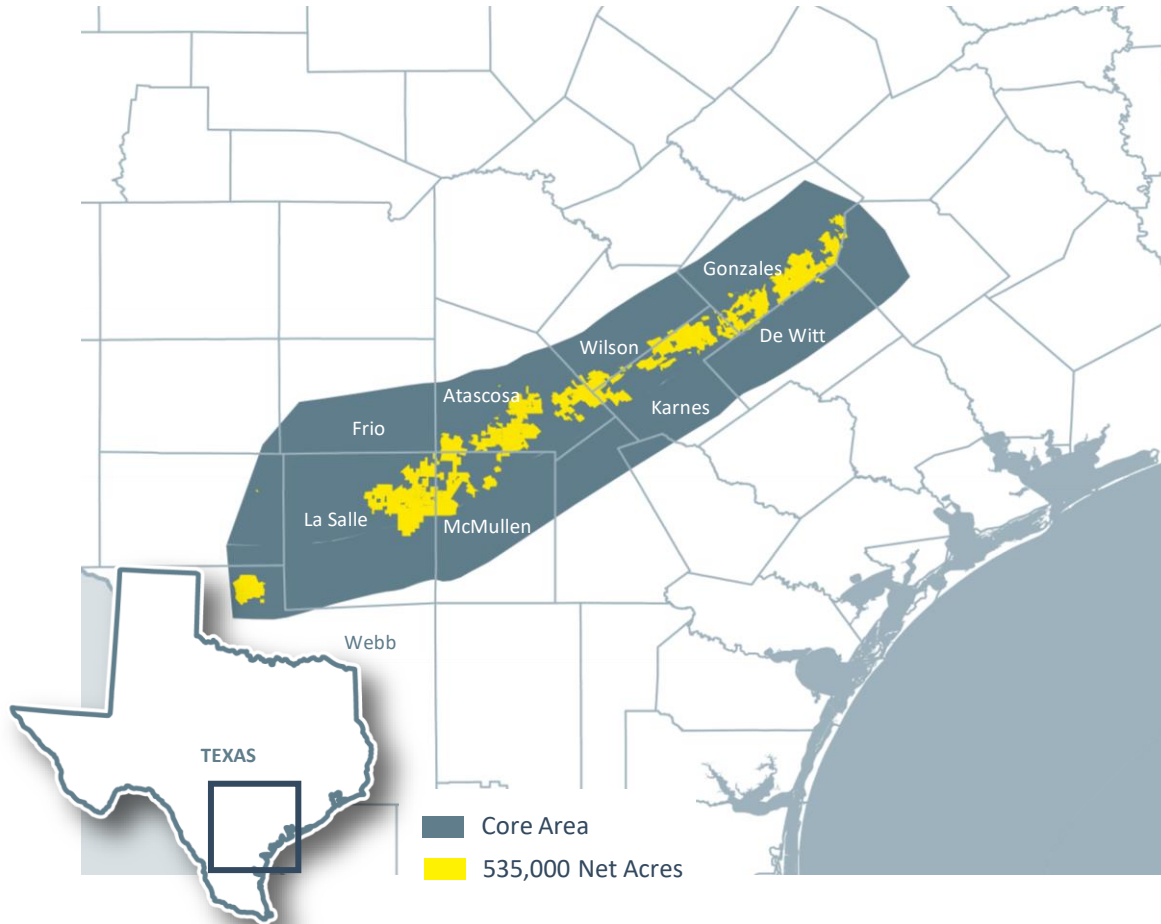 Gonzales
De Witt
Wilson
Atascosa
Karnes
Frio
La Salle
McMullen
Webb
TEXAS
Core Area
535,000 Net Acres